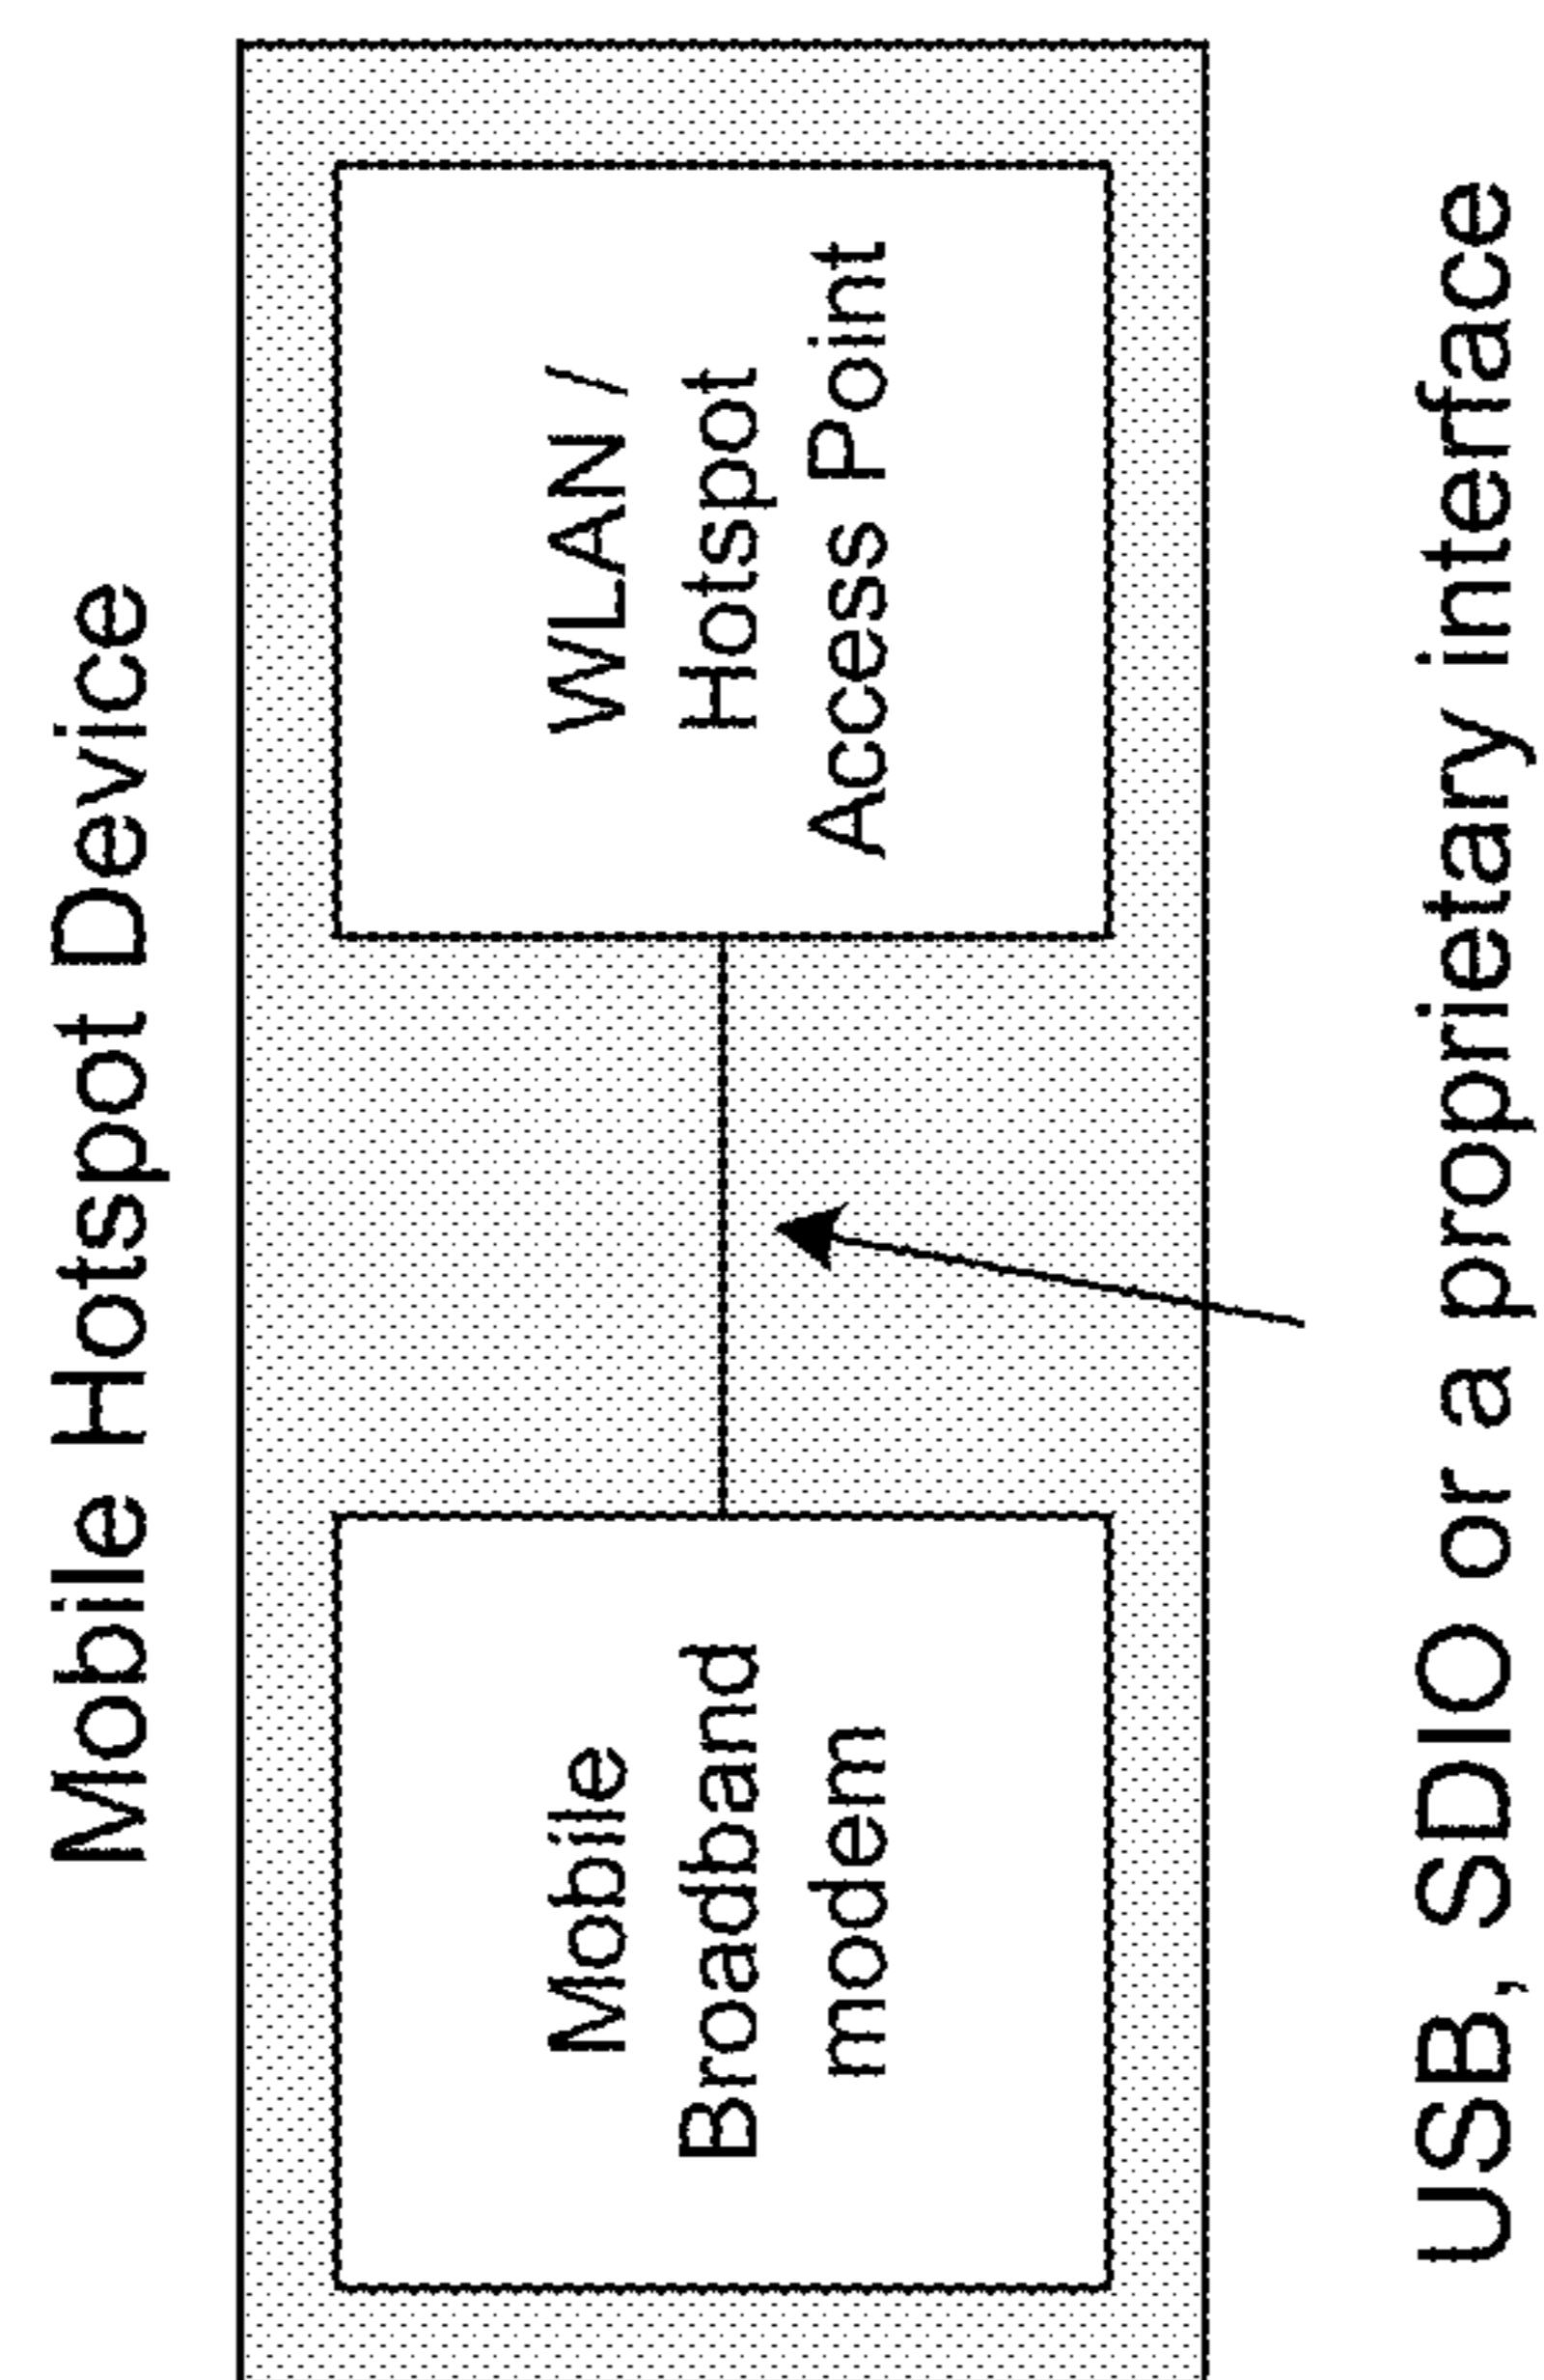 Mobile Hotspot Device
Mobile
Broadband
modem
WLAN /
Hotspot
Access Point
USB, SDIO or a proprietary interface